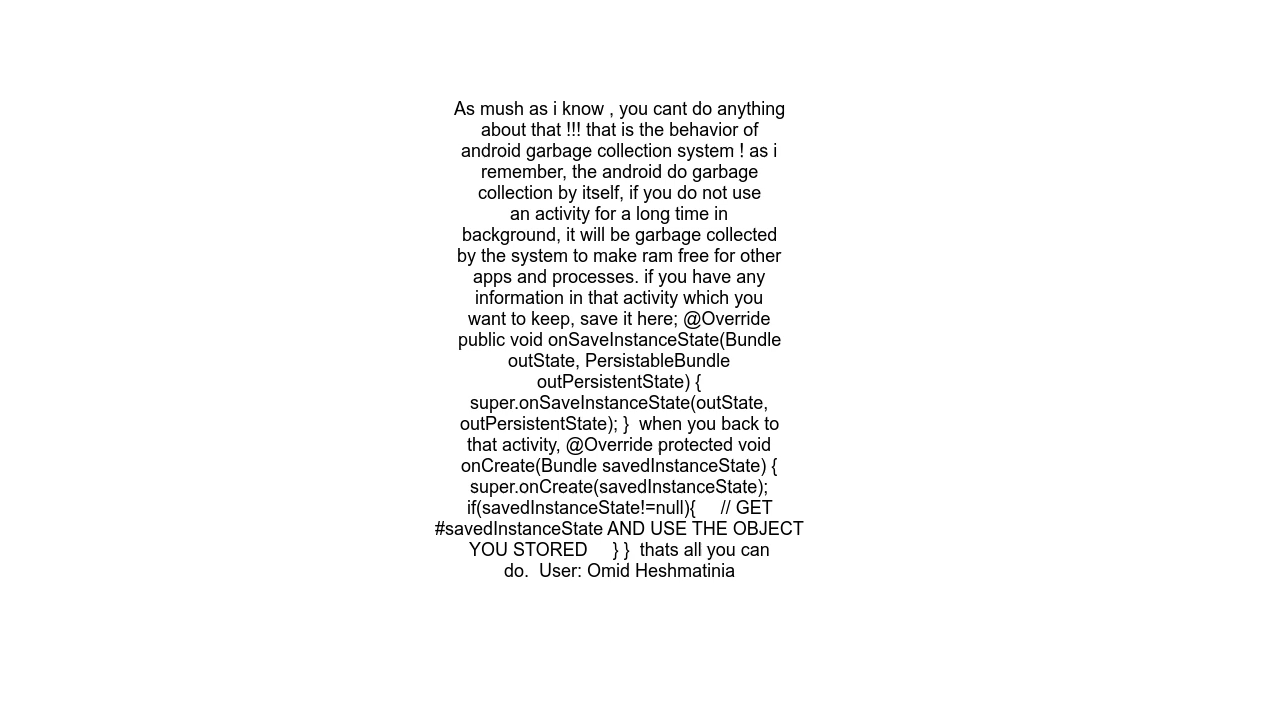 As mush as i know , you cant do anything
about that !!! that is the behavior of
android garbage collection system ! as i
remember, the android do garbage
collection by itself, if you do not use
an activity for a long time in
background, it will be garbage collected
by the system to make ram free for other
apps and processes. if you have any
information in that activity which you
want to keep, save it here; @Override
public void onSaveInstanceState(Bundle
outState, PersistableBundle
outPersistentState) {
super.onSaveInstanceState(outState,
outPersistentState); }  when you back to
that activity, @Override protected void
onCreate(Bundle savedInstanceState) {
super.onCreate(savedInstanceState);
if(savedInstanceState!=null){     // GET
#savedInstanceState AND USE THE OBJECT
YOU STORED     } }  thats all you can
do.  User: Omid Heshmatinia